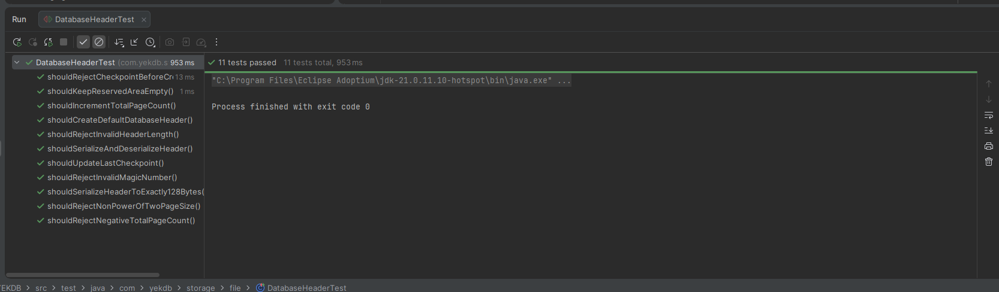 Run DatabaseHeaderTest
DatabaseHeaderTest (com.yekdb.s 953 ms
11 tests passed 11 tests total, 953 ms
shouldRejectCheckpointBeforeCre 13 ms
shouldKeepReservedAreaEmpty() 1 ms
shouldIncrementTotalPageCount()
shouldCreateDefaultDatabaseHeader()
shouldRejectInvalidHeaderLength()
shouldSerializeAndDeserializeHeader()
shouldUpdateLastCheckpoint()
shouldRejectInvalidMagicNumber()
shouldSerializeHeaderToExactly128Bytes(
shouldRejectNonPowerOfTwoPageSize()
shouldRejectNegativeTotalPageCount()
"C:\Program Files\Eclipse Adoptium\jdk-21.0.11.10-hotspot\bin\java.exe" ...
Process finished with exit code 0
YEKDB > src > test > java > com > yekdb > storage > file > DatabaseHeaderTest